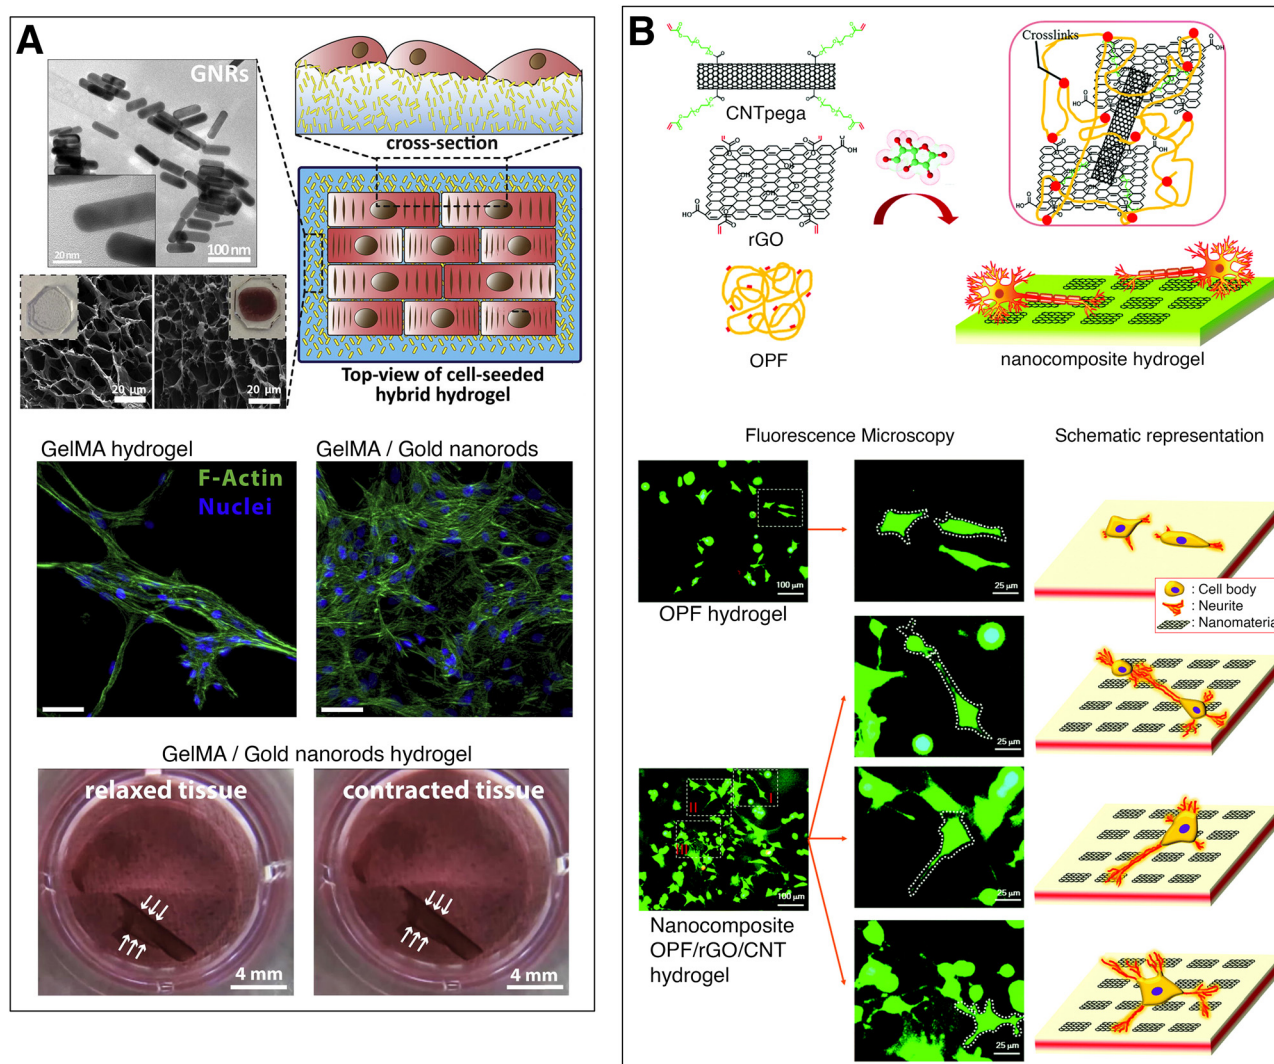 A
GNRs
20 nm
100 nm
cross-section
20 μm
20 μm
Top-view of cell-seeded
hybrid hydrogel
GelMA hydrogel
GelMA / Gold nanorods
F-Actin
Nuclei
GelMA / Gold nanorods hydrogel
relaxed tissue
contracted tissue
4 mm
4 mm
B
CNTpega
rGO
OPF
Crosslinks
nanocomposite hydrogel
Fluorescence Microscopy
Schematic representation
100 μm
25 μm
OPF hydrogel
: Cell body
: Neurite
: Nanomateria
25 μm
II
I
100 μm
25 μm
Nanocomposite
OPF/rGO/CNT
hydrogel
25 μm